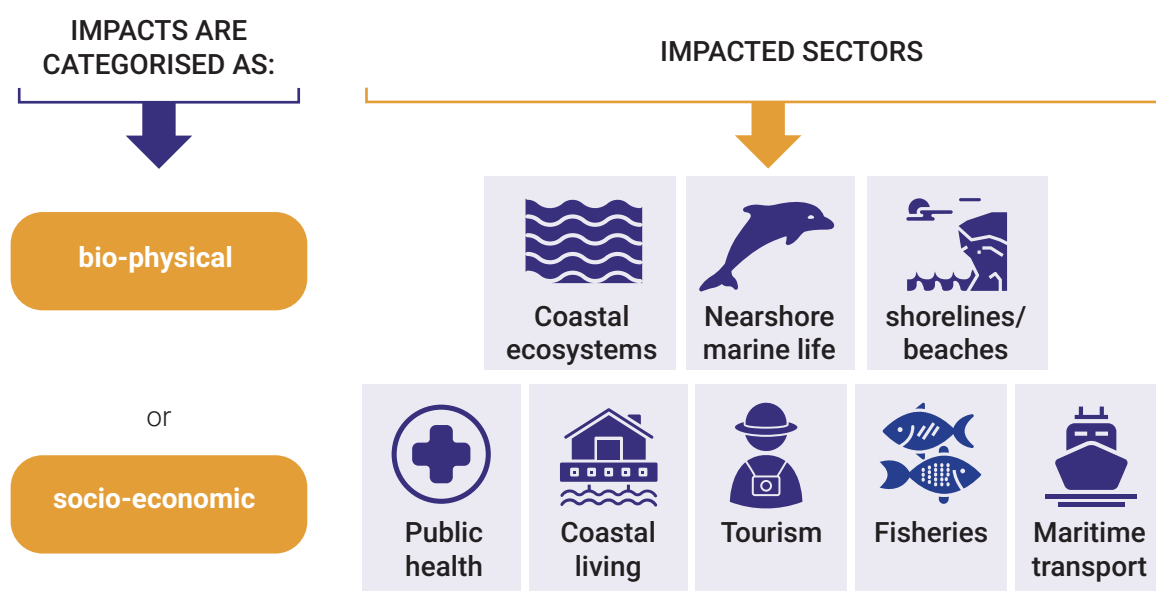 IMPACTS ARE
CATEGORISED AS:
IMPACTED SECTORS
bio-physical
Coastal
ecosystems
Nearshore
marine life
shorelines/
beaches
or
socio-economic
Public
health
Coastal
living
Tourism
Fisheries
Maritime
transport